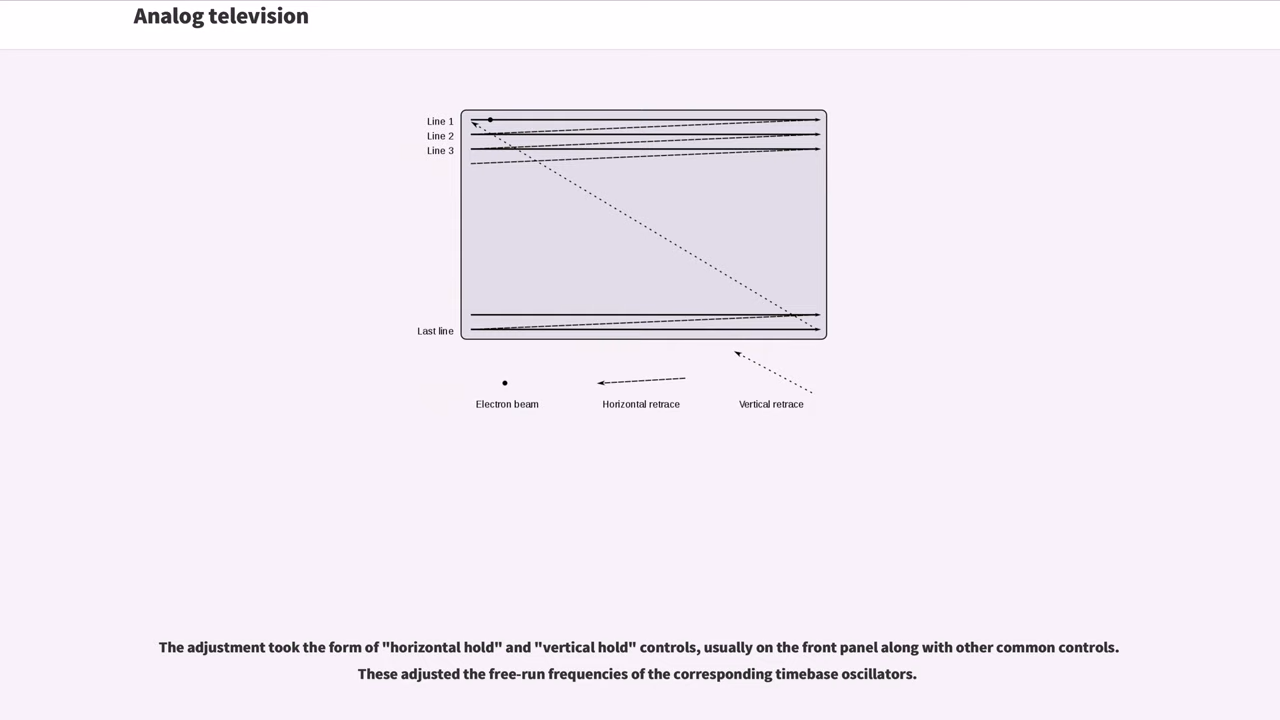 Analog television
Line 1
Line 2
Line 3
Last line
Electron beam
Horizontal retrace
Vertical retrace
The adjustment took the form of "horizontal hold" and "vertical hold" controls, usually on the front panel along with other common controls.
These adjusted the free-run frequencies of the corresponding timebase oscillators.